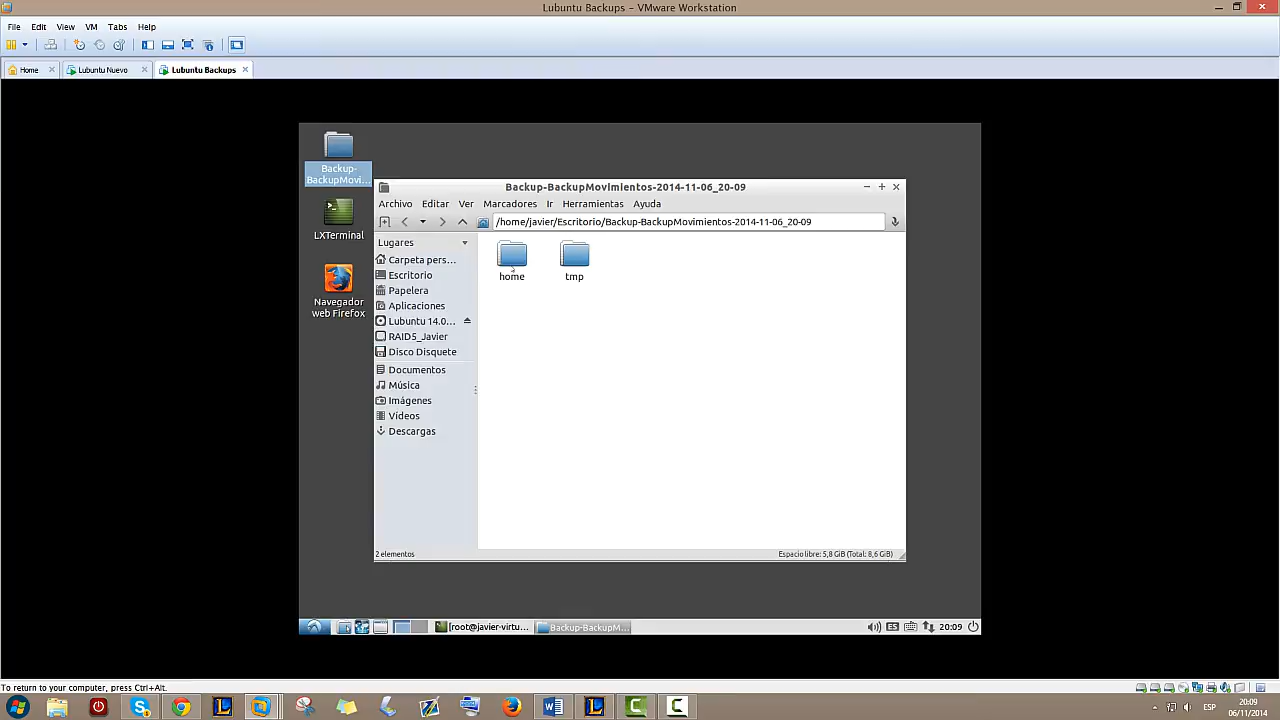 Lubuntu Backups - VMware Workstation
File Edit View VM Tabs Help
Home Lubuntu Nuevo Lubuntu Backups
Backup-
BackupMovi...
LXTerminal
Navegador
web Firefox
Backup-BackupMovimientos-2014-11-06_20-09
Archivo Editar Ver Marcadores Ir Herramientas Ayuda
/home/javier/Escritorio/Backup-BackupMovimientos-2014-11-06_20-09
Lugares
Carpeta pers...
Escritorio
Papelera
Aplicaciones
Lubuntu 14.0...
RAID5_Javier
Disco Disquete
Documentos
Música
Imágenes
Vídeos
Descargas
home tmp
2 elementos Espacio libre: 5,8 GiB (Total: 8,6 GiB)
[root@javier-virtu... Backup-BackupM... ES 20:09
To return to your computer, press Ctrl+Alt.
ESP 20:09
06/11/2014